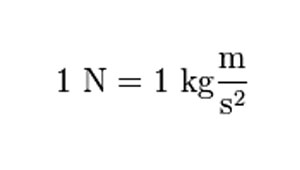 1 N = 1 kg m/s²